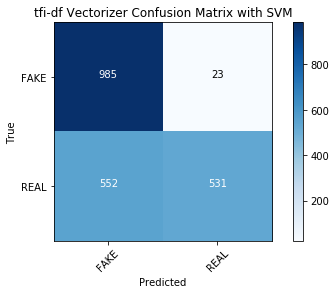 tfi-df Vectorizer Confusion Matrix with SVM
FAKE
985
23
800
600
True
REAL
552
531
400
200
FAKE
REAL
Predicted